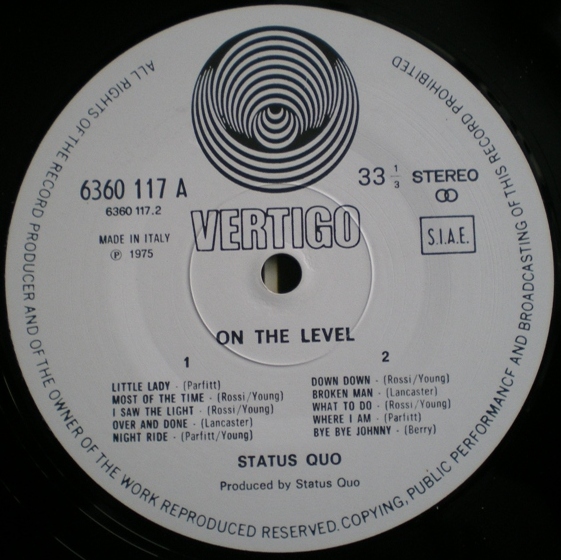 ALL RIGHTS OF THE RECORD PRODUCER AND OF THE OWNER OF THE WORK REPRODUCED RESERVED. COPYING, PUBLIC PERFORMANCE AND BROADCASTING OF THIS RECORD PROHIBITED
6360 117 A
6360 117.2
33 1/3 STEREO
VERTIGO
MADE IN ITALY
℗ 1975
S.I.A.E.
ON THE LEVEL
1
LITTLE LADY - (Parfitt)
MOST OF THE TIME - (Rossi/Young)
I SAW THE LIGHT - (Rossi/Young)
OVER AND DONE - (Lancaster)
NIGHT RIDE - (Parfitt/Young)
2
DOWN DOWN - (Rossi/Young)
BROKEN MAN - (Lancaster)
WHAT TO DO - (Rossi/Young)
WHERE I AM - (Parfitt)
BYE BYE JOHNNY - (Berry)
STATUS QUO
Produced by Status Quo